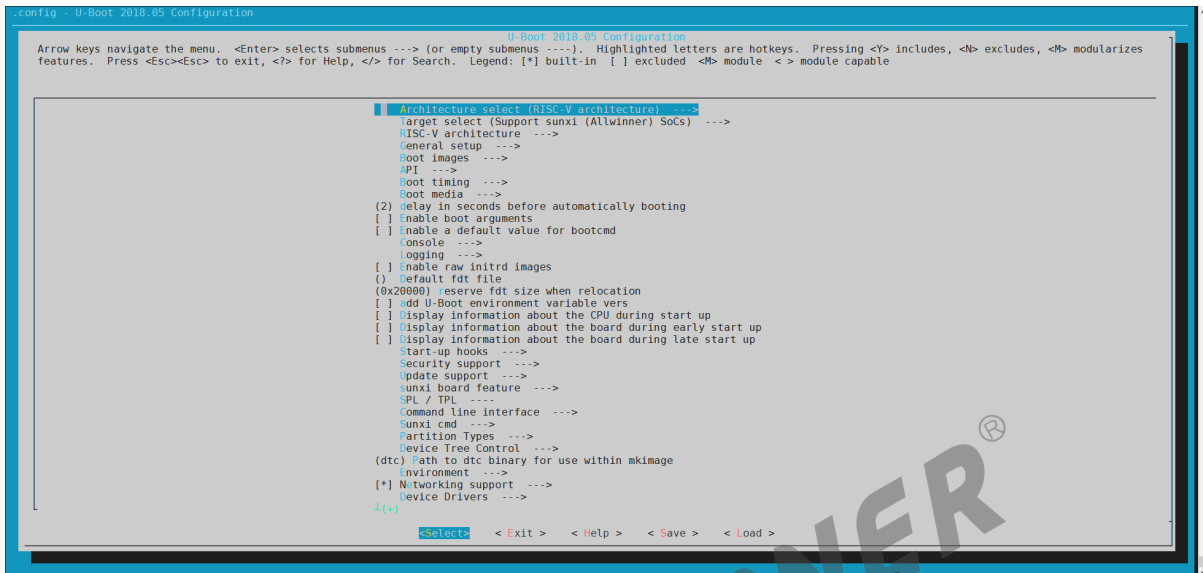 .config - U-Boot 2018.05 Configuration
U-Boot 2018.05 Configuration
Arrow keys navigate the menu.  <Enter> selects submenus ---> (or empty submenus ----).  Highlighted letters are hotkeys.  Pressing <Y> includes, <N> excludes, <M> modularizes
features.  Press <Esc><Esc> to exit, <?> for Help, </> for Search.  Legend: [*] built-in  [ ] excluded  <M> module  < > module capable
Architecture select (RISC-V architecture)  --->
Target select (Support sunxi (Allwinner) SoCs)  --->
RISC-V architecture  --->
General setup  --->
Boot images  --->
API  --->
Boot timing  --->
Boot media  --->
(2) delay in seconds before automatically booting
[ ] Enable boot arguments
[ ] Enable a default value for bootcmd
Console  --->
Logging  --->
[ ] Enable raw initrd images
()  Default fdt file
(0x20000) reserve fdt size when relocation
[ ] add U-Boot environment variable vers
[ ] Display information about the CPU during start up
[ ] Display information about the board during early start up
[ ] Display information about the board during late start up
Start-up hooks  --->
Security support  --->
Update support  --->
sunxi board feature  --->
SPL / TPL  ----
Command line interface  --->
Sunxi cmd  --->
Partition Types  --->
Device Tree Control  --->
(dtc) Path to dtc binary for use within mkimage
Environment  --->
[*] Networking support  --->
Device Drivers  --->
┴(+)
<Select>    < Exit >    < Help >    < Save >    < Load >
NER®